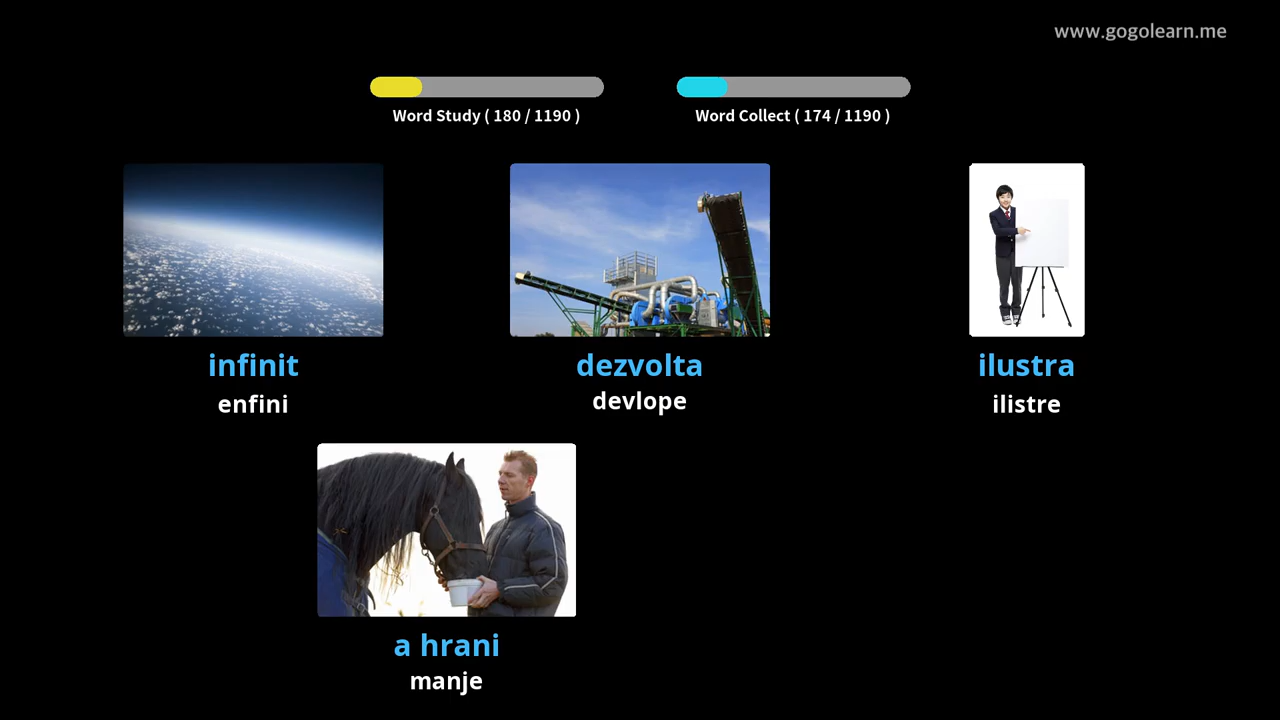 www.gogolearn.me
Word Study ( 180 / 1190 )
Word Collect ( 174 / 1190 )
infinit
enfini
dezvolta
devlope
ilustra
ilistre
a hrani
manje